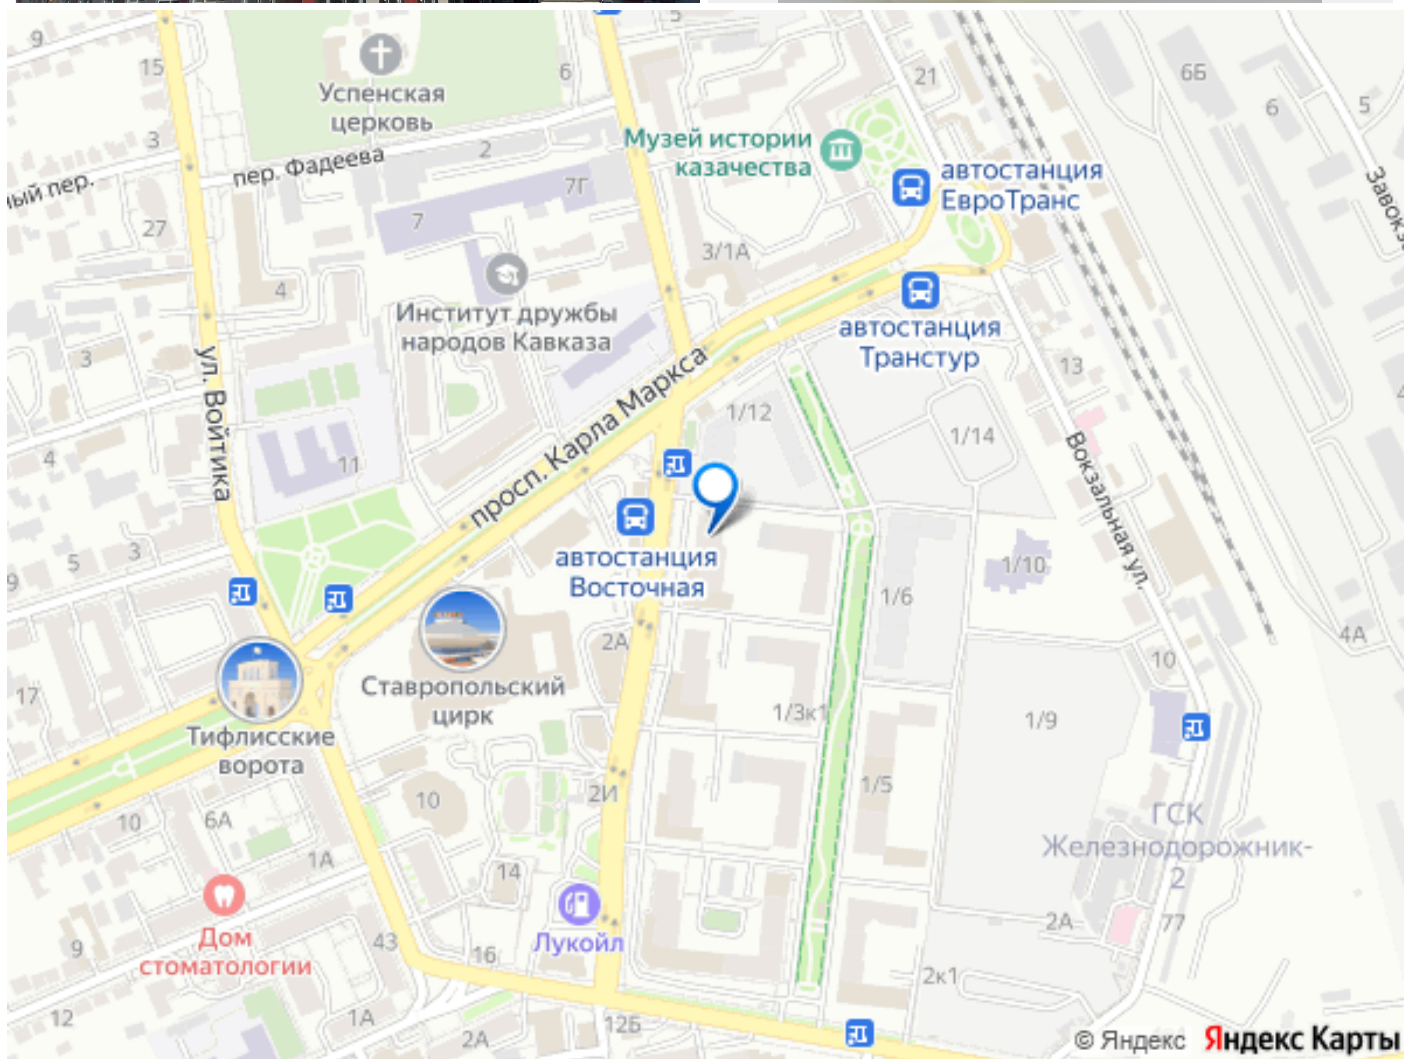 9
5
15
6
21
6Б
6
5
Успенская
церковь
3
2
пер. Фадеева
Музей истории
казачества
автостанция
ЕвроТранс
ный пер.
7Г
7
27
3/1А
4
Институт дружбы
народов Кавказа
автостанция
Транстур
3
13
ул. Войтика
просп. Карла Маркса
1/12
1/14
4
11
Вокзальная ул.
3
5
9
автостанция
Восточная
1/10
1/6
2А
4А
10
17
Ставропольский
цирк
1/3к1
1/9
Тифлисские
ворота
2И
1/5
10
10
6А
ГСК
Железнодорожник-
2
1А
14
2А
77
9
43
Дом
стоматологии
Лукойл
16
2к1
12
1А
2А
12Б
© Яндекс Яндекс Карты